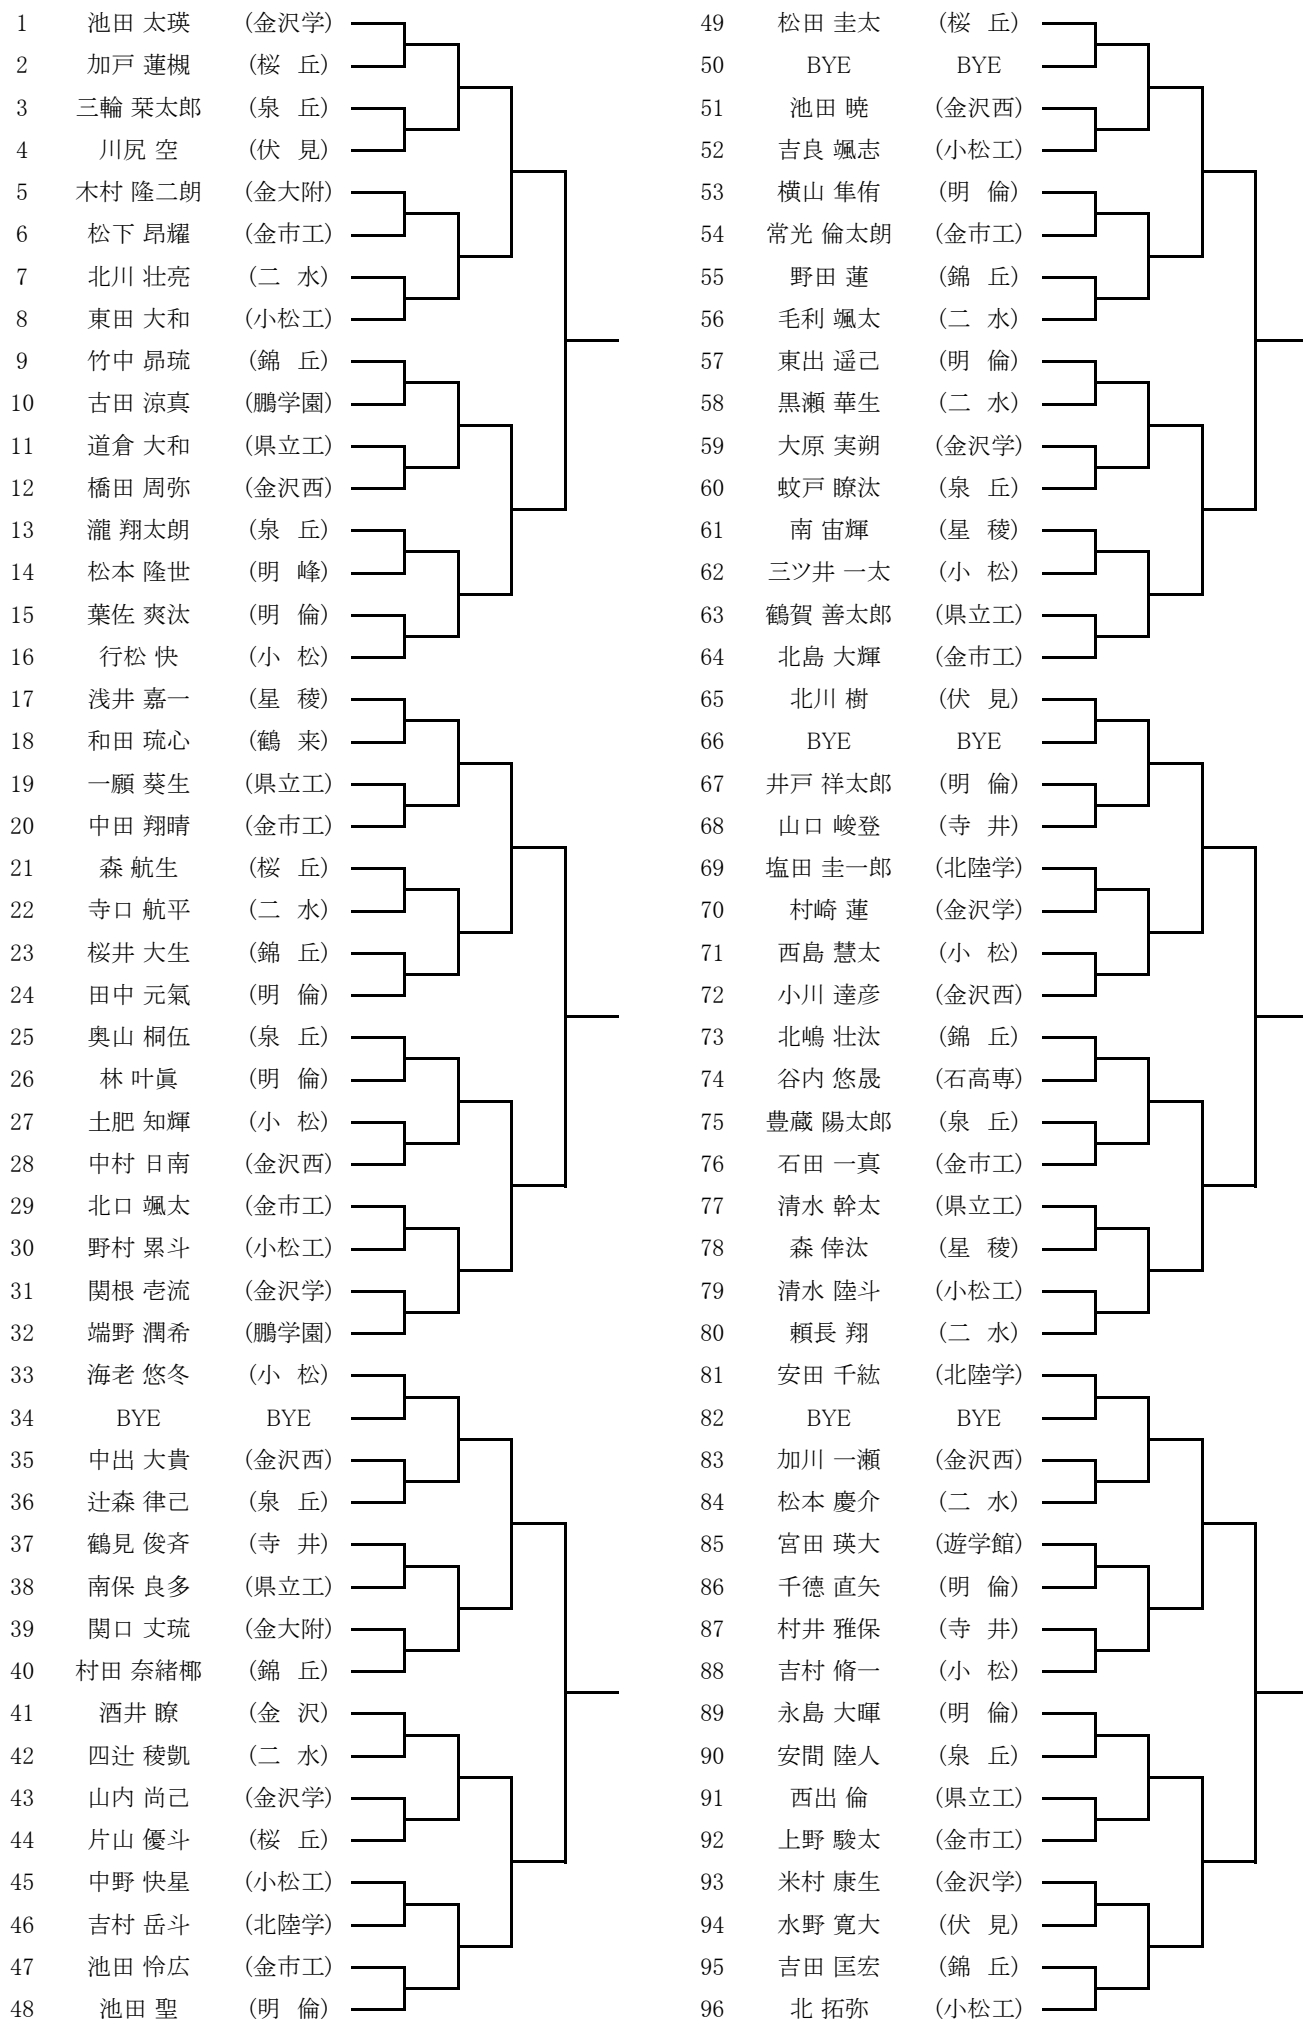 1 池田 太瑛 (金沢学)
2 加戸 蓮槻 (桜 丘)
3 三輪 栞太郎 (泉 丘)
4 川尻 空 (伏 見)
5 木村 隆二朗 (金大附)
6 松下 昂耀 (金市工)
7 北川 壮亮 (二 水)
8 東田 大和 (小松工)
9 竹中 昴琉 (錦 丘)
10 古田 涼真 (鵬学園)
11 道倉 大和 (県立工)
12 橋田 周弥 (金沢西)
13 瀧 翔太朗 (泉 丘)
14 松本 隆世 (明 峰)
15 葉佐 爽汰 (明 倫)
16 行松 快 (小 松)
17 浅井 嘉一 (星 稜)
18 和田 琉心 (鶴 来)
19 一願 葵生 (県立工)
20 中田 翔晴 (金市工)
21 森 航生 (桜 丘)
22 寺口 航平 (二 水)
23 桜井 大生 (錦 丘)
24 田中 元氣 (明 倫)
25 奥山 桐伍 (泉 丘)
26 林 叶眞 (明 倫)
27 土肥 知輝 (小 松)
28 中村 日南 (金沢西)
29 北口 颯太 (金市工)
30 野村 累斗 (小松工)
31 関根 壱流 (金沢学)
32 端野 潤希 (鵬学園)
33 海老 悠冬 (小 松)
34 BYE BYE
35 中出 大貴 (金沢西)
36 辻森 律己 (泉 丘)
37 鶴見 俊斉 (寺 井)
38 南保 良多 (県立工)
39 関口 丈琉 (金大附)
40 村田 奈緒椰 (錦 丘)
41 酒井 瞭 (金 沢)
42 四辻 稜凱 (二 水)
43 山内 尚己 (金沢学)
44 片山 優斗 (桜 丘)
45 中野 快星 (小松工)
46 吉村 岳斗 (北陸学)
47 池田 怜広 (金市工)
48 池田 聖 (明 倫)
49 松田 圭太 (桜 丘)
50 BYE BYE
51 池田 暁 (金沢西)
52 吉良 颯志 (小松工)
53 横山 隼侑 (明 倫)
54 常光 倫太朗 (金市工)
55 野田 蓮 (錦 丘)
56 毛利 颯太 (二 水)
57 東出 遥己 (明 倫)
58 黒瀬 華生 (二 水)
59 大原 実朔 (金沢学)
60 蚊戸 瞭汰 (泉 丘)
61 南 宙輝 (星 稜)
62 三ツ井 一太 (小 松)
63 鶴賀 善太郎 (県立工)
64 北島 大輝 (金市工)
65 北川 樹 (伏 見)
66 BYE BYE
67 井戸 祥太郎 (明 倫)
68 山口 峻登 (寺 井)
69 塩田 圭一郎 (北陸学)
70 村崎 蓮 (金沢学)
71 西島 慧太 (小 松)
72 小川 達彦 (金沢西)
73 北嶋 壮汰 (錦 丘)
74 谷内 悠晟 (石高専)
75 豊蔵 陽太郎 (泉 丘)
76 石田 一真 (金市工)
77 清水 幹太 (県立工)
78 森 倖汰 (星 稜)
79 清水 陸斗 (小松工)
80 頼長 翔 (二 水)
81 安田 千紘 (北陸学)
82 BYE BYE
83 加川 一瀬 (金沢西)
84 松本 慶介 (二 水)
85 宮田 瑛大 (遊学館)
86 千徳 直矢 (明 倫)
87 村井 雅保 (寺 井)
88 吉村 脩一 (小 松)
89 永島 大暉 (明 倫)
90 安間 陸人 (泉 丘)
91 西出 倫 (県立工)
92 上野 駿太 (金市工)
93 米村 康生 (金沢学)
94 水野 寛大 (伏 見)
95 吉田 匡宏 (錦 丘)
96 北 拓弥 (小松工)